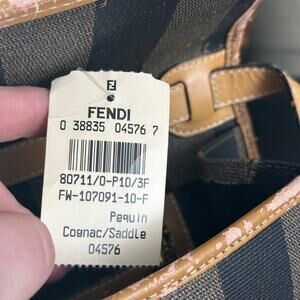 FENDI
0 38835 04576 7
80711/0-P10/3F
FW-107091-10-F
Pequin
Cognac/Saddle
04576